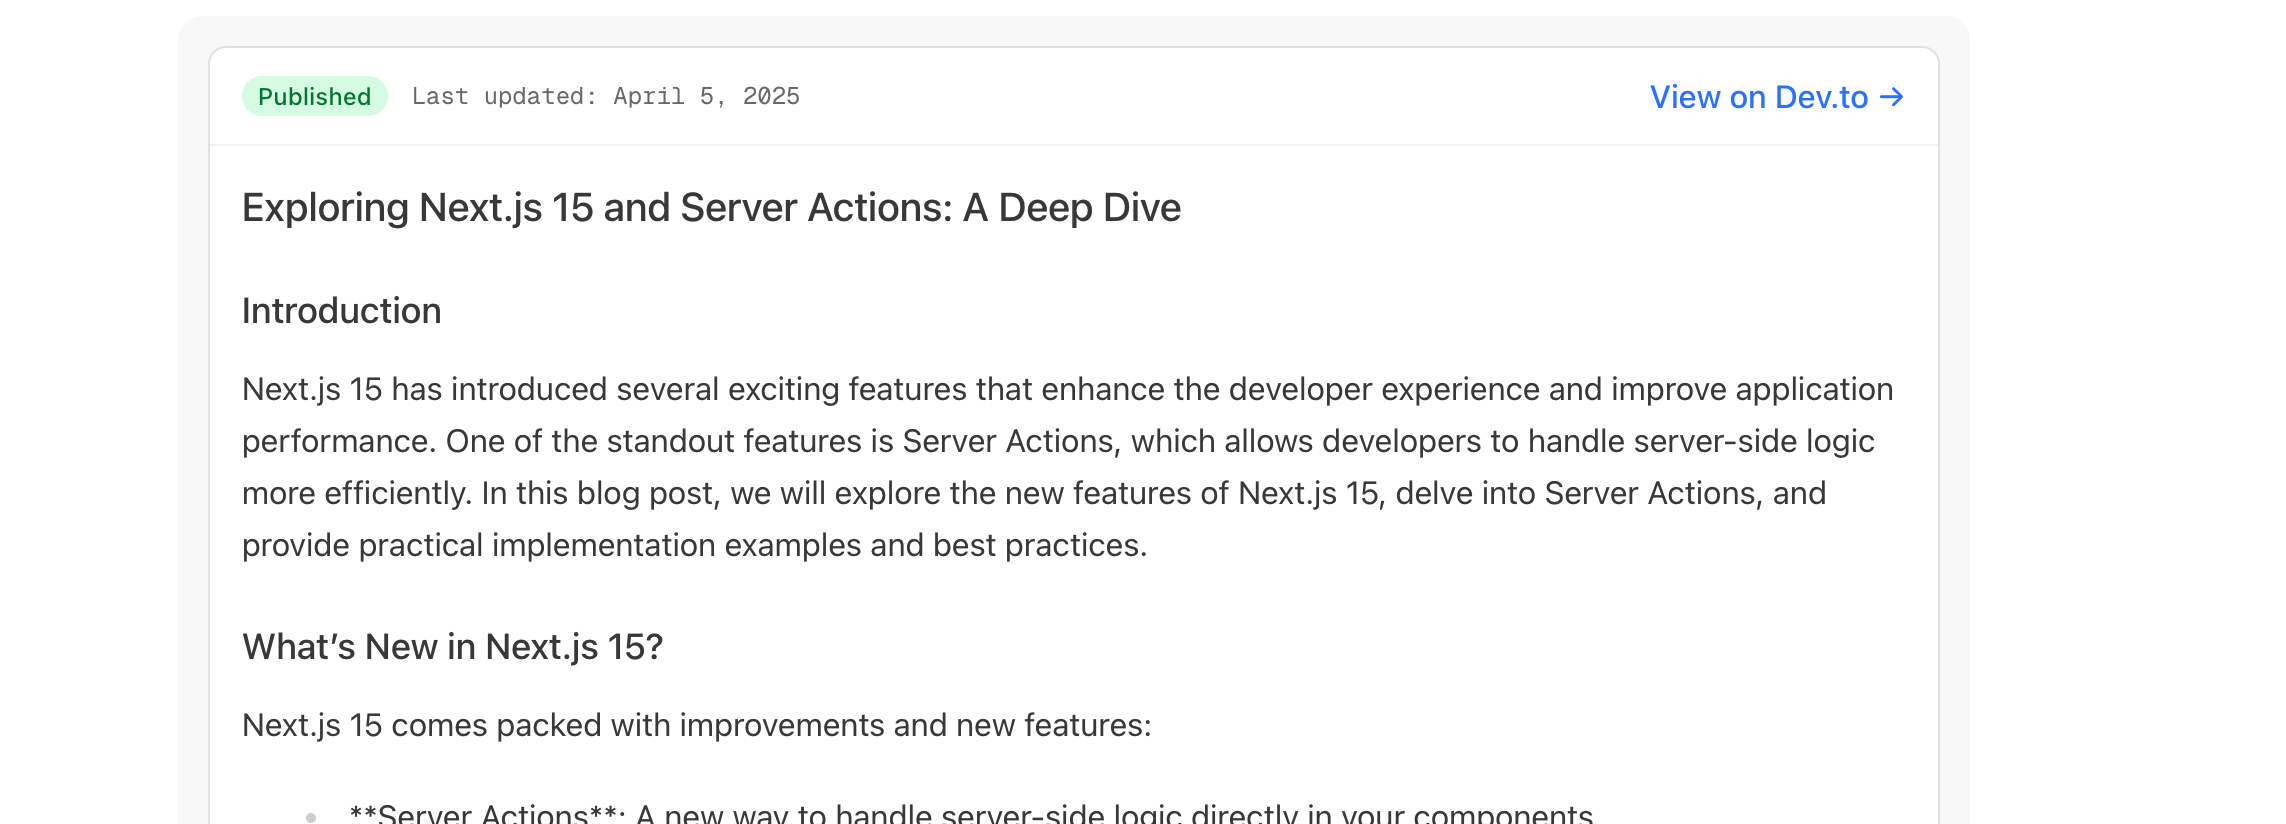 Published Last updated: April 5, 2025 View on Dev.to →
Exploring Next.js 15 and Server Actions: A Deep Dive
Introduction
Next.js 15 has introduced several exciting features that enhance the developer experience and improve application
performance. One of the standout features is Server Actions, which allows developers to handle server-side logic
more efficiently. In this blog post, we will explore the new features of Next.js 15, delve into Server Actions, and
provide practical implementation examples and best practices.
What’s New in Next.js 15?
Next.js 15 comes packed with improvements and new features:
• **Server Actions**: A new way to handle server-side logic directly in your components